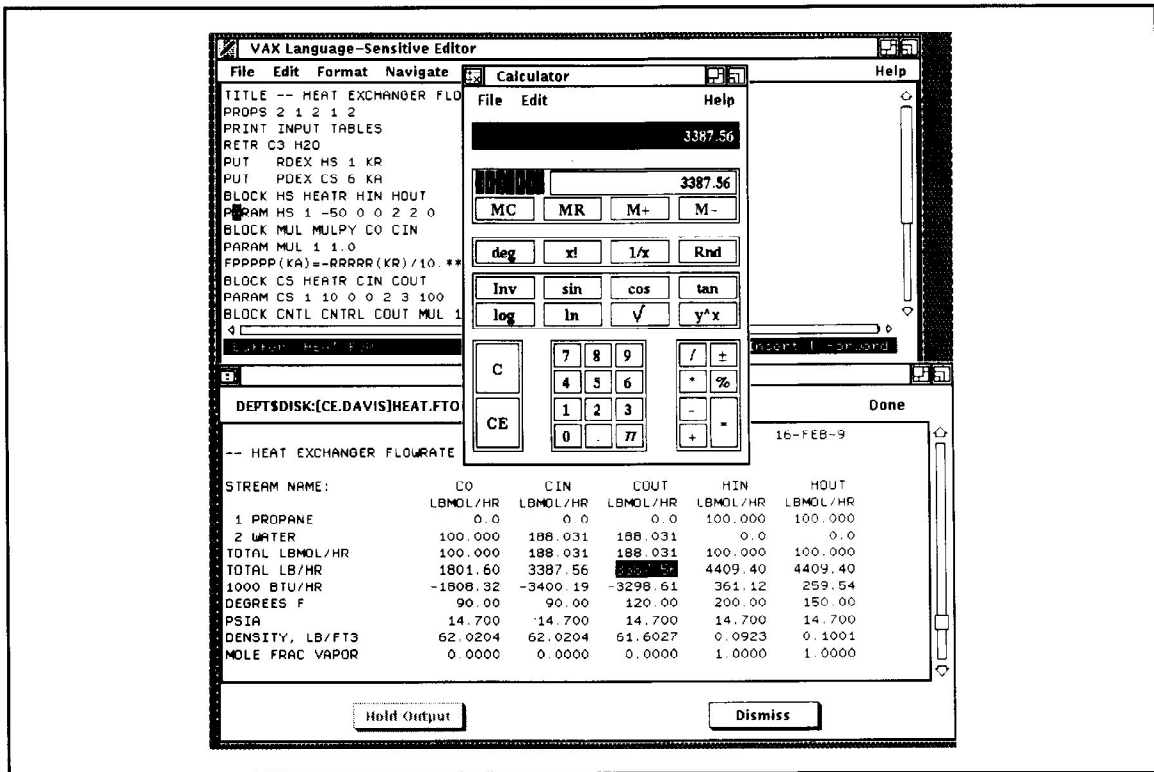 VAX Language-Sensitive Editor
File Edit Format Navigate Help
TITLE -- HEAT EXCHANGER FLO
PROPS 2 1 2 1 2
PRINT INPUT TABLES
RETR C3 H2O
PUT RDEX HS 1 KR
PUT PDEX CS 6 KA
BLOCK HS HEATR HIN HOUT
RAM HS 1 -50 0 0 2 2 0
BLOCK MUL MULPY CO CIN
PARAM MUL 1 1.0
FPPPPP(KA)=-RRRRR(KR)/10.**
BLOCK CS HEATR CIN COUT
PARAM CS 1 10 0 0 2 3 100
BLOCK CNTL CNTRL COUT MUL 1
Insert Forward
Calculator
File Edit Help
3387.56
3387.56
MC MR M+ M-
deg x! 1/x Rnd
Inv sin cos tan
log ln √ y^x
C 7 8 9 / ±
4 5 6 * %
CE 1 2 3 - =
0 . π +
DEPT$DISK:[CE.DAVIS]HEAT.FTO Done
16-FEB-9
-- HEAT EXCHANGER FLOWRATE
STREAM NAME: CO CIN COUT HIN HOUT
LBMOL/HR LBMOL/HR LBMOL/HR LBMOL/HR LBMOL/HR
1 PROPANE 0.0 0.0 0.0 100.000 100.000
2 WATER 100.000 188.031 188.031 0.0 0.0
TOTAL LBMOL/HR 100.000 188.031 188.031 100.000 100.000
TOTAL LB/HR 1801.60 3387.56 3387.56 4409.40 4409.40
1000 BTU/HR -1808.32 -3400.19 -3298.61 361.12 259.54
DEGREES F 90.00 90.00 120.00 200.00 150.00
PSIA 14.700 14.700 14.700 14.700 14.700
DENSITY, LB/FT3 62.0204 62.0204 61.6027 0.0923 0.1001
MOLE FRAC VAPOR 0.0000 0.0000 0.0000 1.0000 1.0000
Hold Output Dismiss